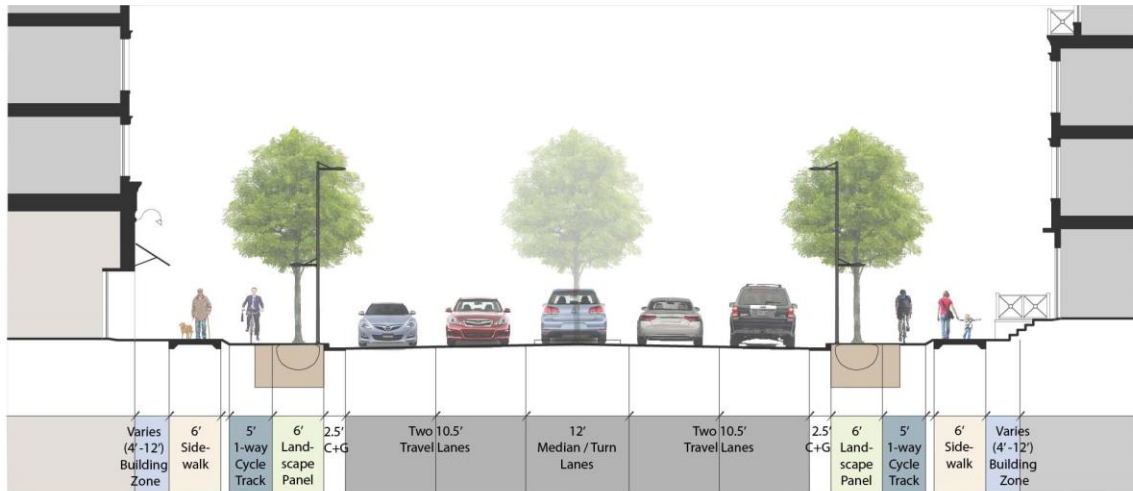 Varies
(4'-12')
Building
Zone
6'
Side-
walk
5'
1-way
Cycle
Track
6'
Land-
scape
Panel
2.5'
C+G
Two 10.5'
Travel Lanes
12'
Median / Turn
Lanes
Two 10.5'
Travel Lanes
2.5'
C+G
6'
Land-
scape
Panel
5'
1-way
Cycle
Track
6'
Side-
walk
Varies
(4'-12')
Building
Zone